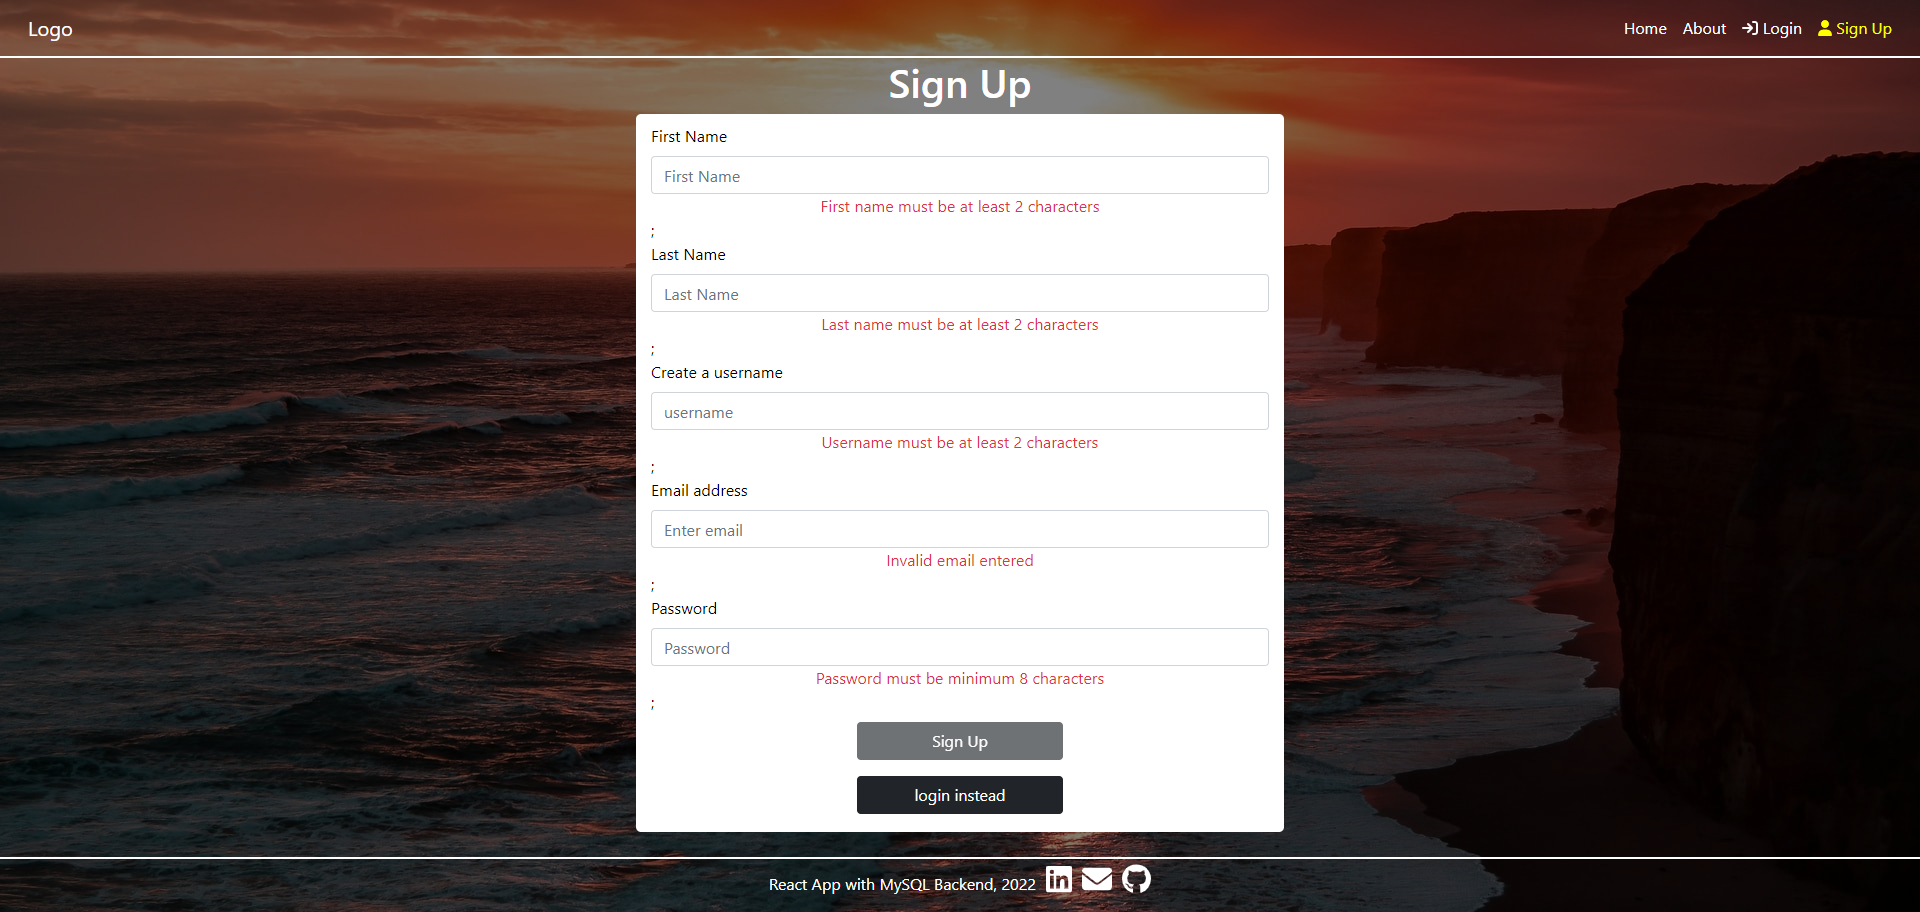 Logo
Home About Login Sign Up
Sign Up
First Name
First Name
First name must be at least 2 characters
;
Last Name
Last Name
Last name must be at least 2 characters
;
Create a username
username
Username must be at least 2 characters
;
Email address
Enter email
Invalid email entered
;
Password
Password
Password must be minimum 8 characters
;
Sign Up
login instead
React App with MySQL Backend, 2022